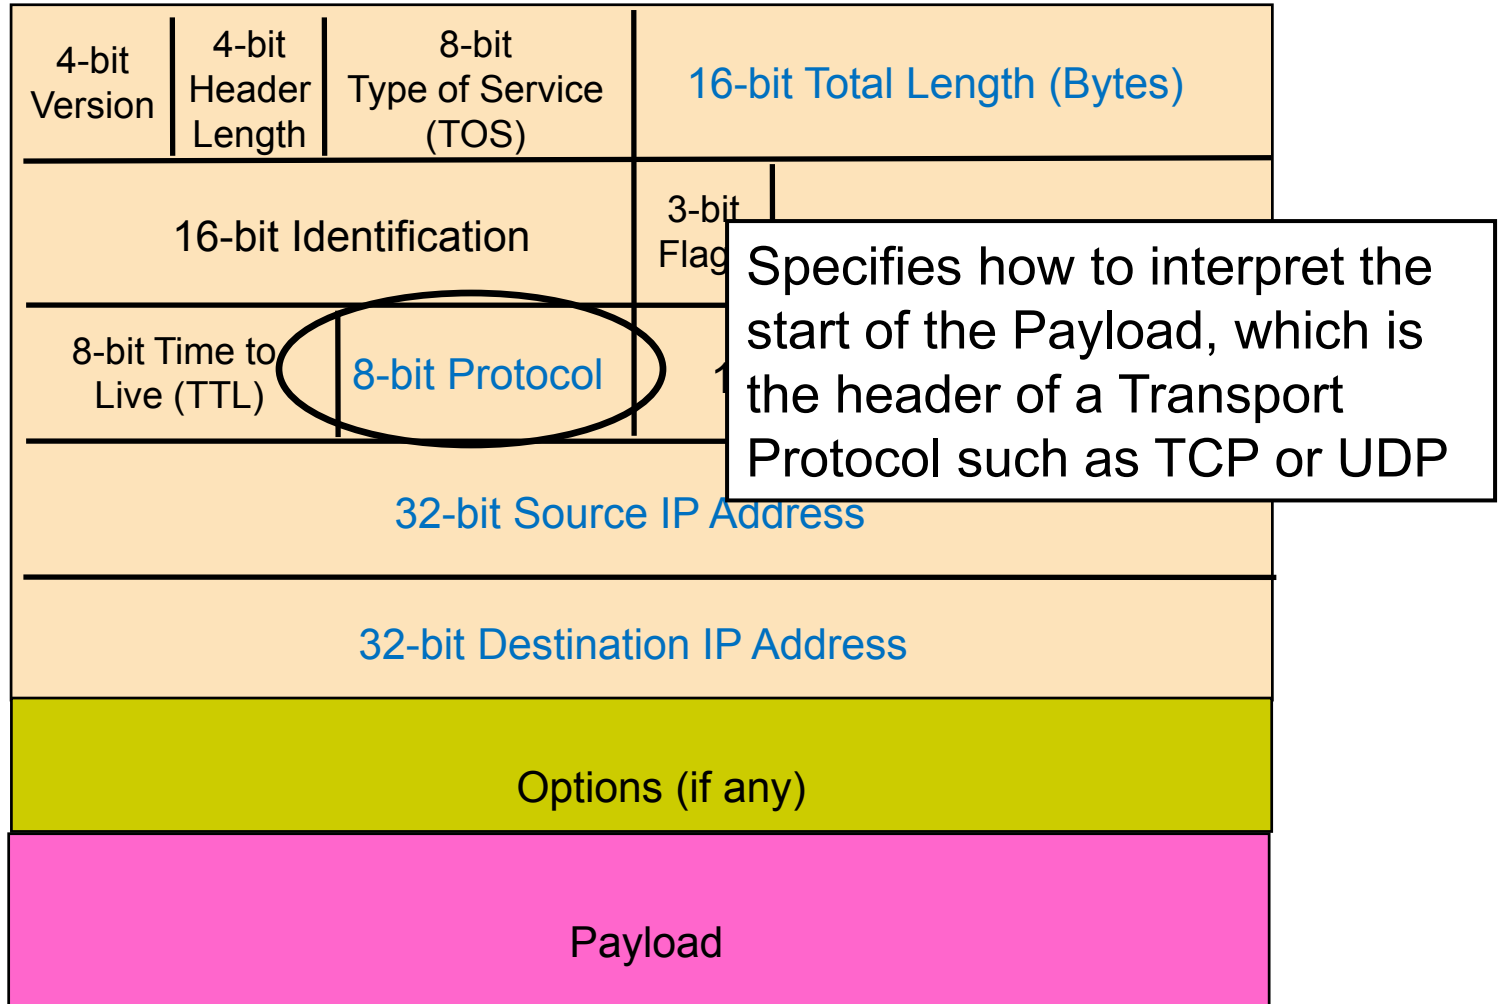 4-bit
Version
4-bit
Header
Length
8-bit
Type of Service
(TOS)
16-bit Total Length (Bytes)
16-bit Identification
3-bit
Flag
Specifies how to interpret the
start of the Payload, which is
the header of a Transport
Protocol such as TCP or UDP
8-bit Time to
Live (TTL)
8-bit Protocol
1
32-bit Source IP Address
32-bit Destination IP Address
Options (if any)
Payload